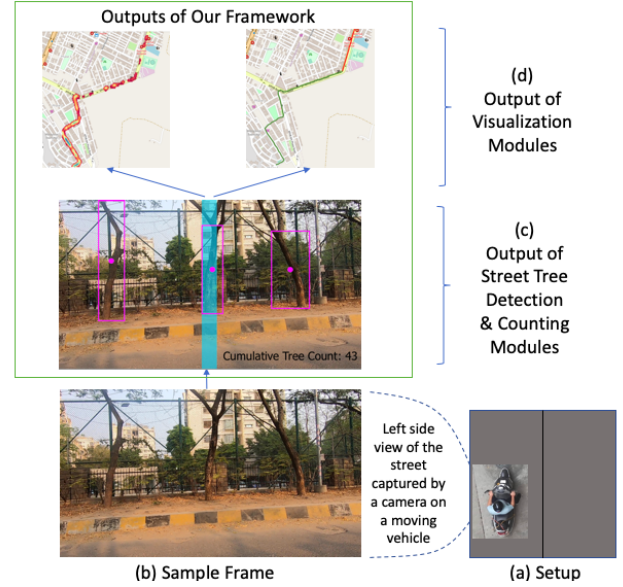 Outputs of Our Framework
(d)
Output of
Visualization
Modules
(c)
Output of
Street Tree
Detection
& Counting
Modules
Cumulative Tree Count: 43
Left side
view of the
street
captured by
a camera on
a moving
vehicle
(b) Sample Frame
(a) Setup